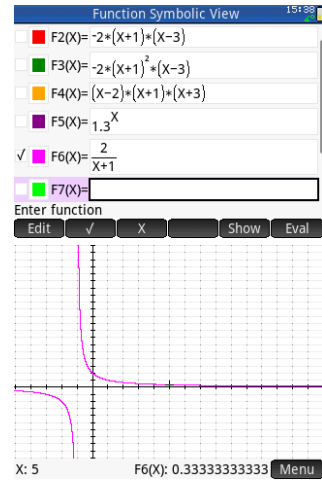 Function Symbolic View 15:38
F2(X)= -2*(X+1)*(X-3)
F3(X)= -2*(X+1)²*(X-3)
F4(X)= (X-2)*(X+1)*(X+3)
F5(X)= 1.3^X
√ F6(X)= 2/(X+1)
F7(X)=
Enter function
Edit √ X Show Eval
X: 5 F6(X): 0.33333333333 Menu